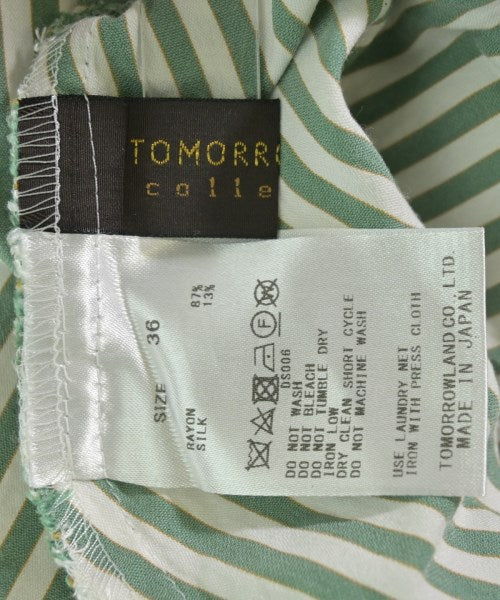 TOMORRO
colle
SIZE 36
RAYON 87%
SILK 13%
DS006
DO NOT WASH
DO NOT BLEACH
DO NOT TUMBLE DRY
IRON LOW
DRY CLEAN SHORT CYCLE
DO NOT MACHINE WASH
USE LAUNDRY NET
IRON WITH PRESS CLOTH
TOMORROWLAND CO., LTD.
MADE IN JAPAN